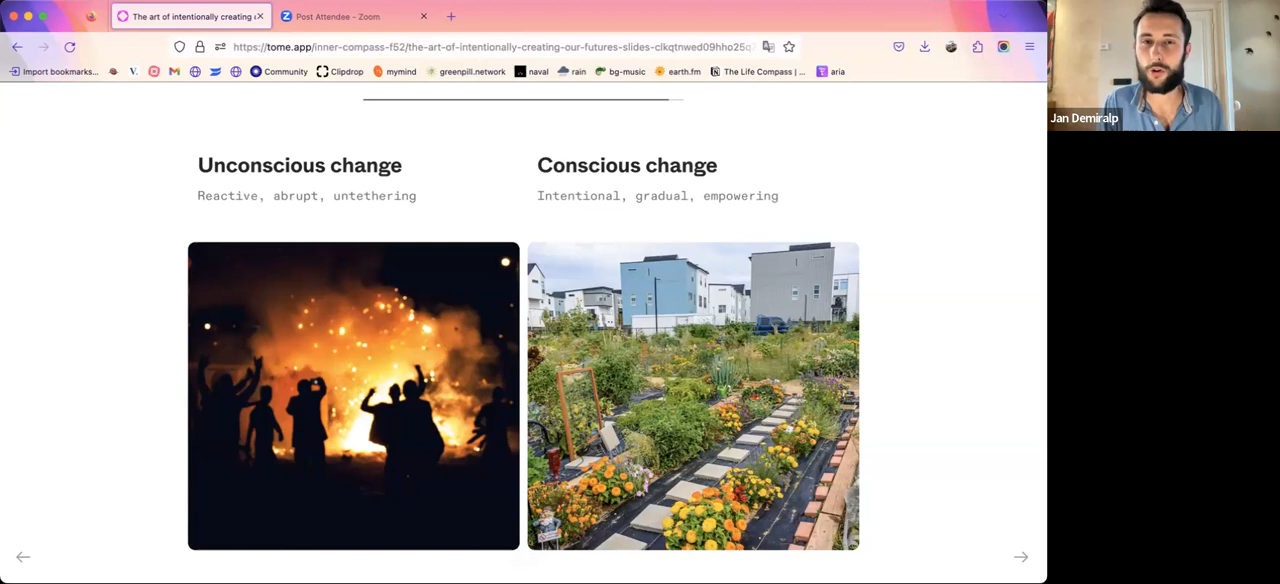 The art of intentionally creating
Post Attendee - Zoom
https://tome.app/inner-compass-f52/the-art-of-intentionally-creating-our-futures-slides-clkqtnwed09hho25q
Import bookmarks...
Community
Clipdrop
mymind
greenpill.network
naval
rain
bg-music
earth.fm
The Life Compass | ...
aria
Jan Demiralp
Unconscious change
Conscious change
Reactive, abrupt, untethering
Intentional, gradual, empowering